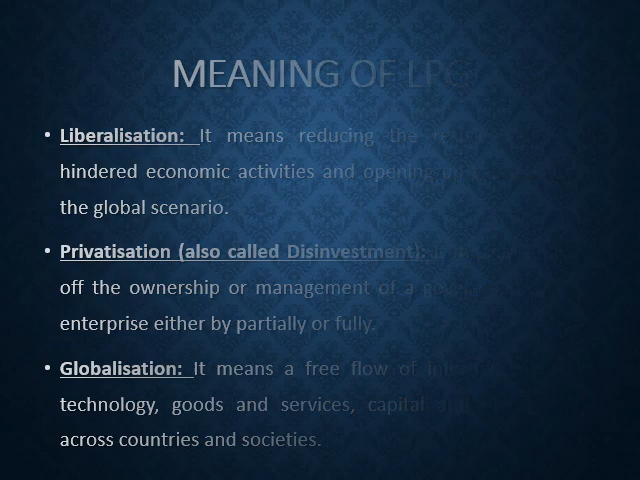 MEANING OF LPG
• Liberalisation: It means reducing the
hindered economic activities and opening
the global scenario.
• Privatisation (also called Disinvestment):
off the ownership or management of a
enterprise either by partially or fully.
• Globalisation: It means a free flow of
technology, goods and services, capital
across countries and societies.